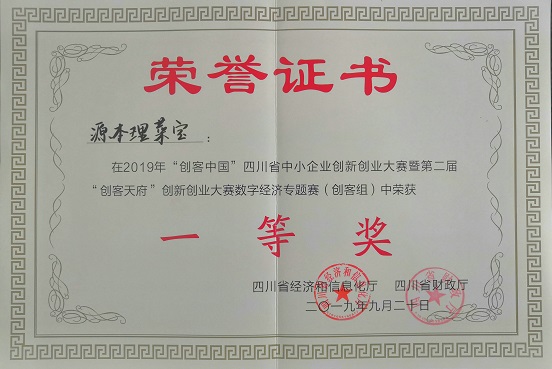 荣誉证书
源本理菜宝：
在2019年“创客中国”四川省中小企业创新创业大赛暨第二届
“创客天府”创新创业大赛数字经济专题赛（创客组）中荣获
一等奖
四川省经济和信息化厅 四川省财政厅
二〇一九年九月二十日